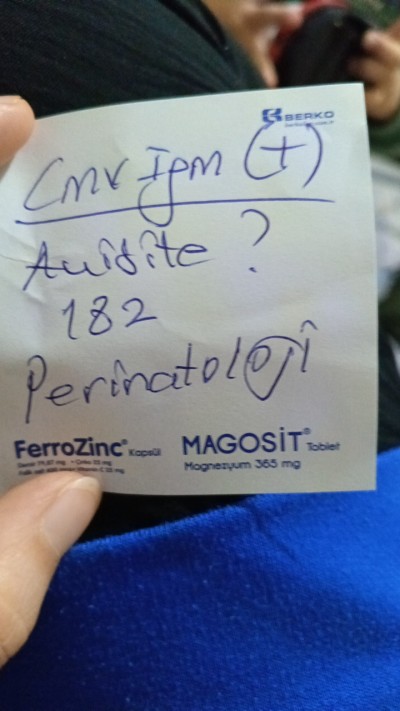 BERKO
Cmv Igm (+)
Avidite ?
182
Perinatoloji
FerroZinc® Kapsül
MAGOSİT® Tablet
Magnezyum 365 mg